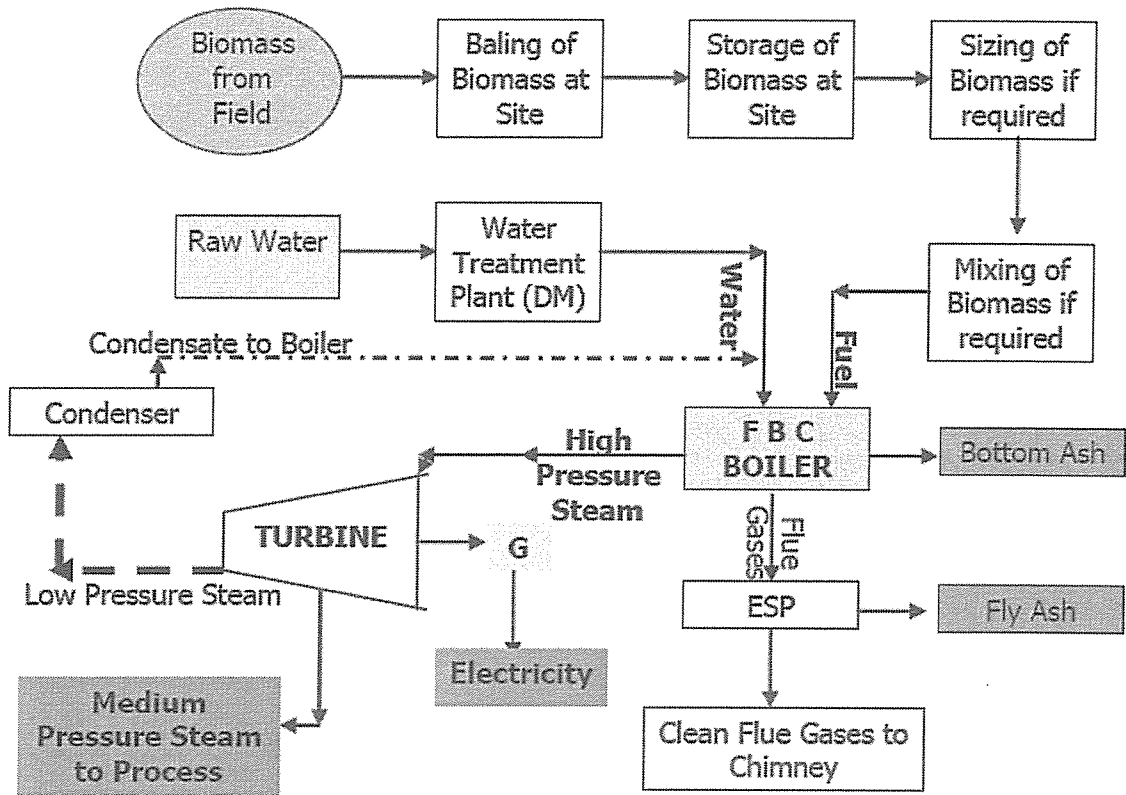 Biomass
from
Field
Baling of
Biomass at
Site
Storage of
Biomass at
Site
Sizing of
Biomass if
required
Raw Water
Water
Treatment
Plant (DM)
Water
Mixing of
Biomass if
required
Fuel
Condensate to Boiler
Condenser
F B C
BOILER
Bottom Ash
High
Pressure
Steam
TURBINE
G
Flue
Gases
Low Pressure Steam
ESP
Fly Ash
Electricity
Medium
Pressure Steam
to Process
Clean Flue Gases to
Chimney